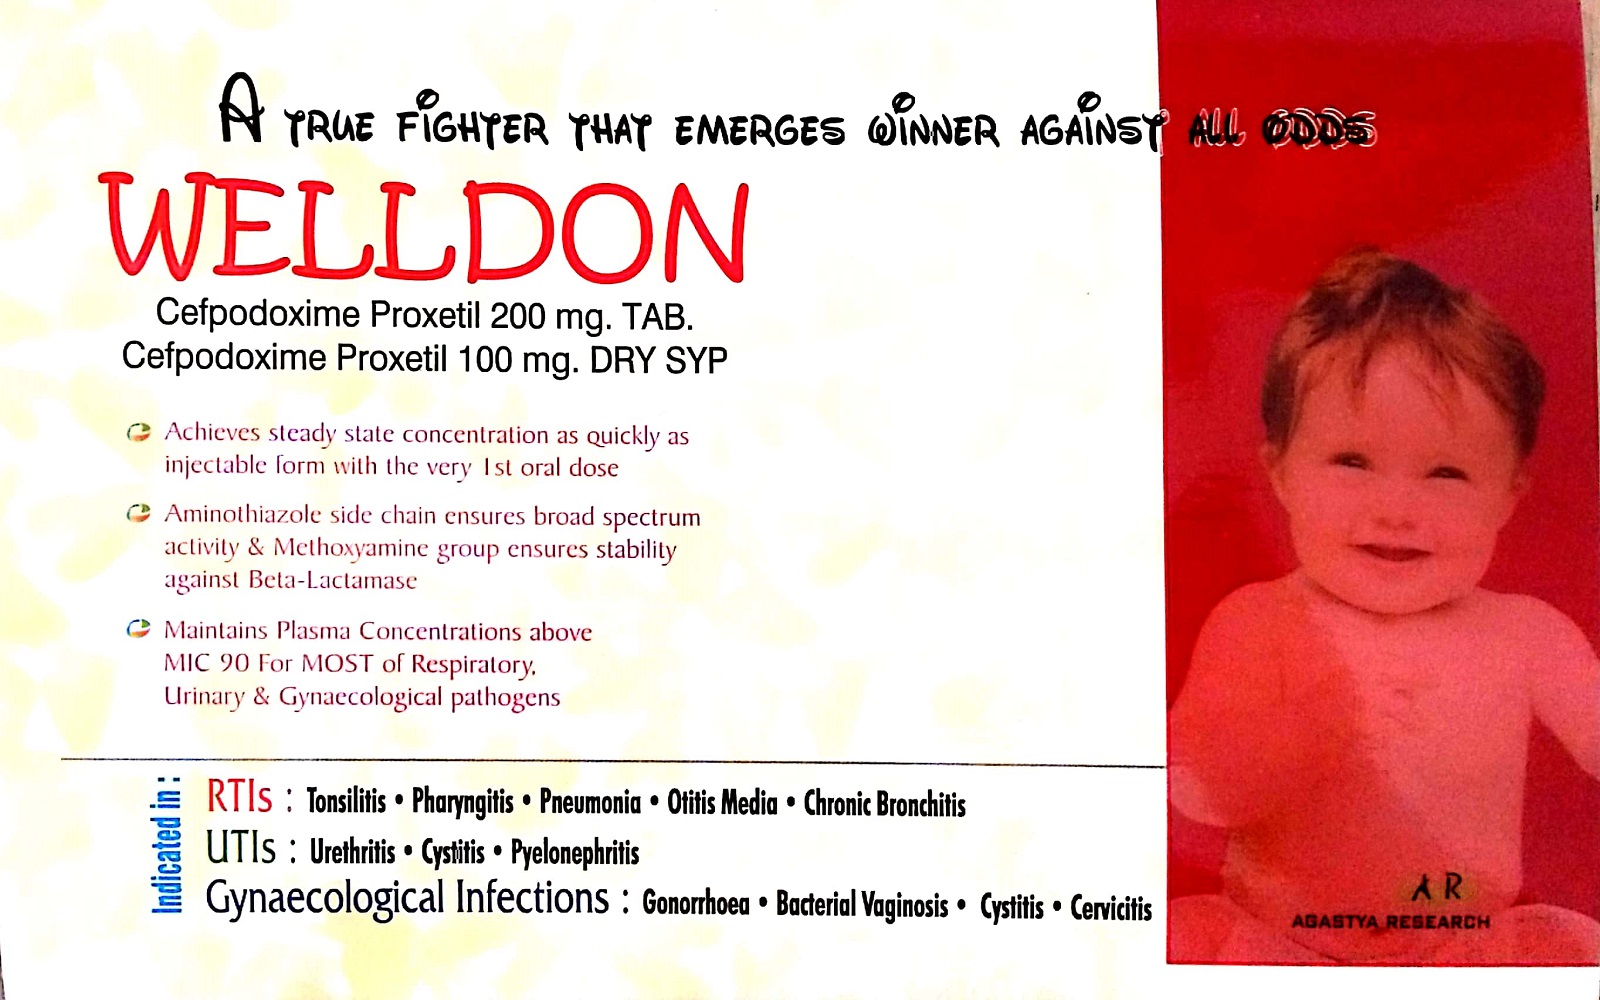 A TRUE FIGHTER THAT EMERGES WINNER AGAINST ALL ODDS
WELLDON
Cefpodoxime Proxetil 200 mg. TAB.
Cefpodoxime Proxetil 100 mg. DRY SYP
Achieves steady state concentration as quickly as
injectable form with the very 1st oral dose
Aminothiazole side chain ensures broad spectrum
activity & Methoxyamine group ensures stability
against Beta-Lactamase
Maintains Plasma Concentrations above
MIC 90 For MOST of Respiratory,
Urinary & Gynaecological pathogens
Indicated in :
RTIs : Tonsilitis • Pharyngitis • Pneumonia • Otitis Media • Chronic Bronchitis
UTIs : Urethritis • Cystitis • Pyelonephritis
Gynaecological Infections : Gonorrhoea • Bacterial Vaginosis • Cystitis • Cervicitis
AR
AGASTYA RESEARCH